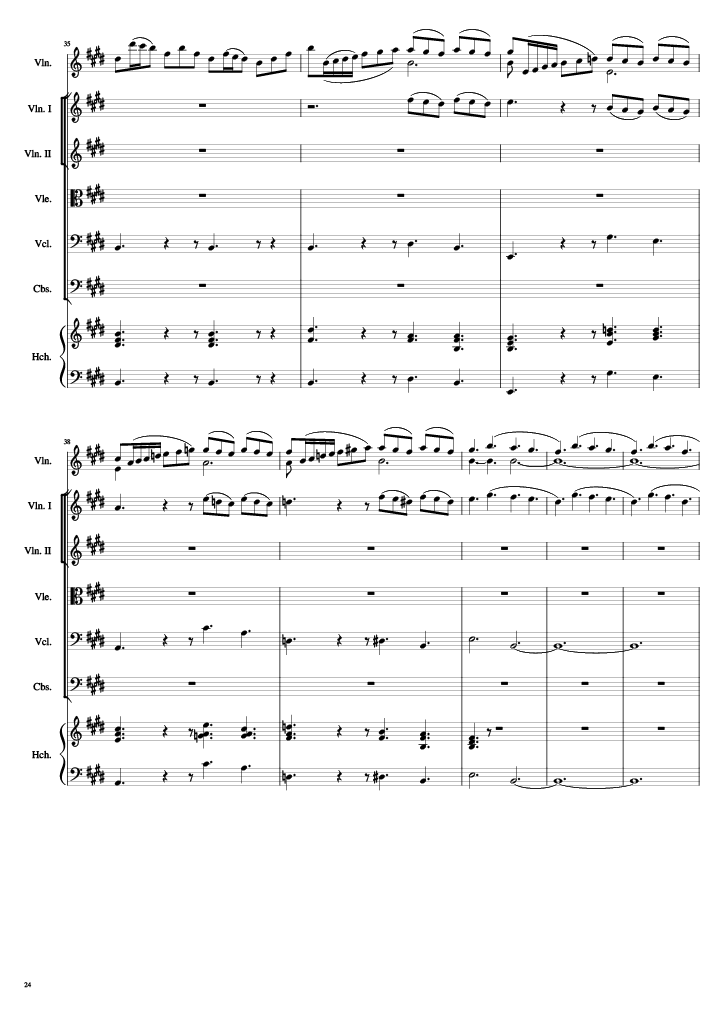 35
Vln.
Vln. I
Vln. II
Vle.
Vcl.
Cbs.
Hch.
38
Vln.
Vln. I
Vln. II
Vle.
Vcl.
Cbs.
Hch.
24